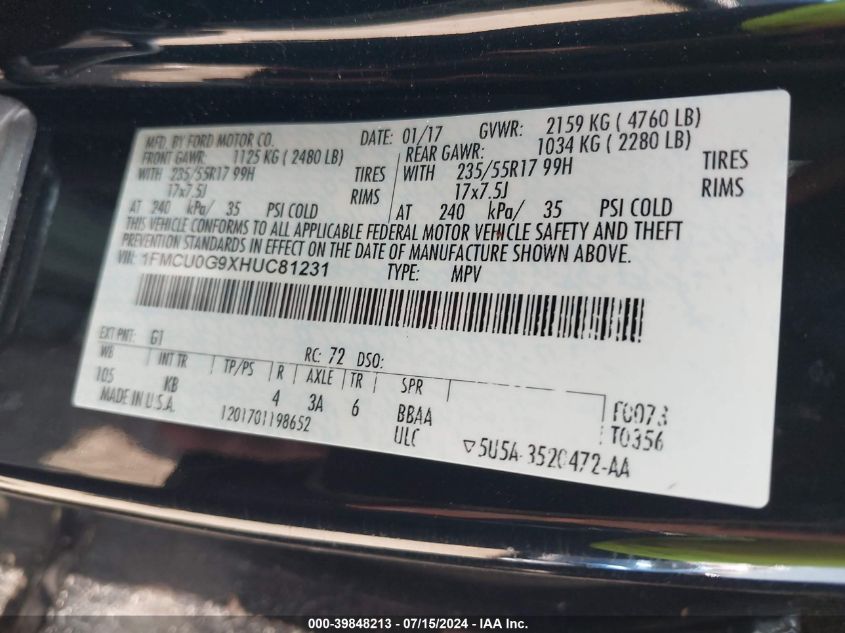 MFD. BY FORD MOTOR CO. DATE: 01/17 GVWR: 2159 KG ( 4760 LB)
FRONT GAWR: 1125 KG ( 2480 LB) REAR GAWR: 1034 KG ( 2280 LB)
WITH 235/55R17 99H TIRES WITH 235/55R17 99H TIRES
17x7.5J RIMS 17x7.5J RIMS
AT 240 kPa/ 35 PSI COLD AT 240 kPa/ 35 PSI COLD
THIS VEHICLE CONFORMS TO ALL APPLICABLE FEDERAL MOTOR VEHICLE SAFETY AND THEFT
PREVENTION STANDARDS IN EFFECT ON THE DATE OF MANUFACTURE SHOWN ABOVE.
VIN: 1FMCU0G9XHUC81231 TYPE: MPV
EXT PNT: G1 RC: 72 DSO:
WB INT TR TP/PS R AXLE TR SPR
105 KB 4 3A 6 BBAA F0073
MADE IN U.S.A. 1201701198652 ULC T0356
▽5U5A-3520472-AA
000-39848213 - 07/15/2024 - IAA Inc.